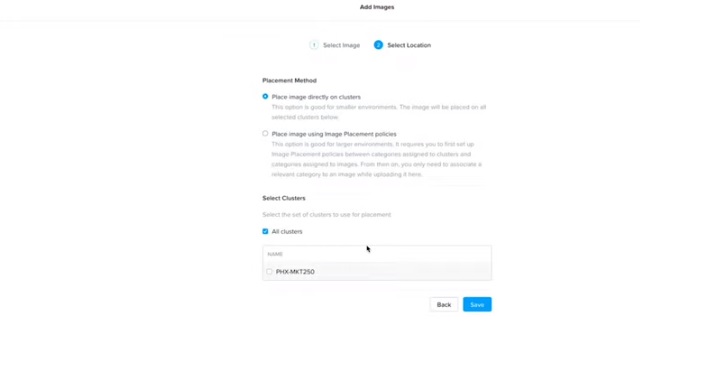 Add Images
1 Select Image 2 Select Location
Placement Method
Place image directly on clusters
This option is good for smaller environments. The image will be placed on all
selected clusters below.
Place image using Image Placement policies
This option is good for larger environments, it requires you to first set up
Image Placement policies between categories assigned to clusters and
categories assigned to images. From then on, you only need to associate a
relevant category to an image while uploading it here.
Select Clusters
Select the set of clusters to use for placement
All clusters
NAME
PHX-MKT250
Back Save